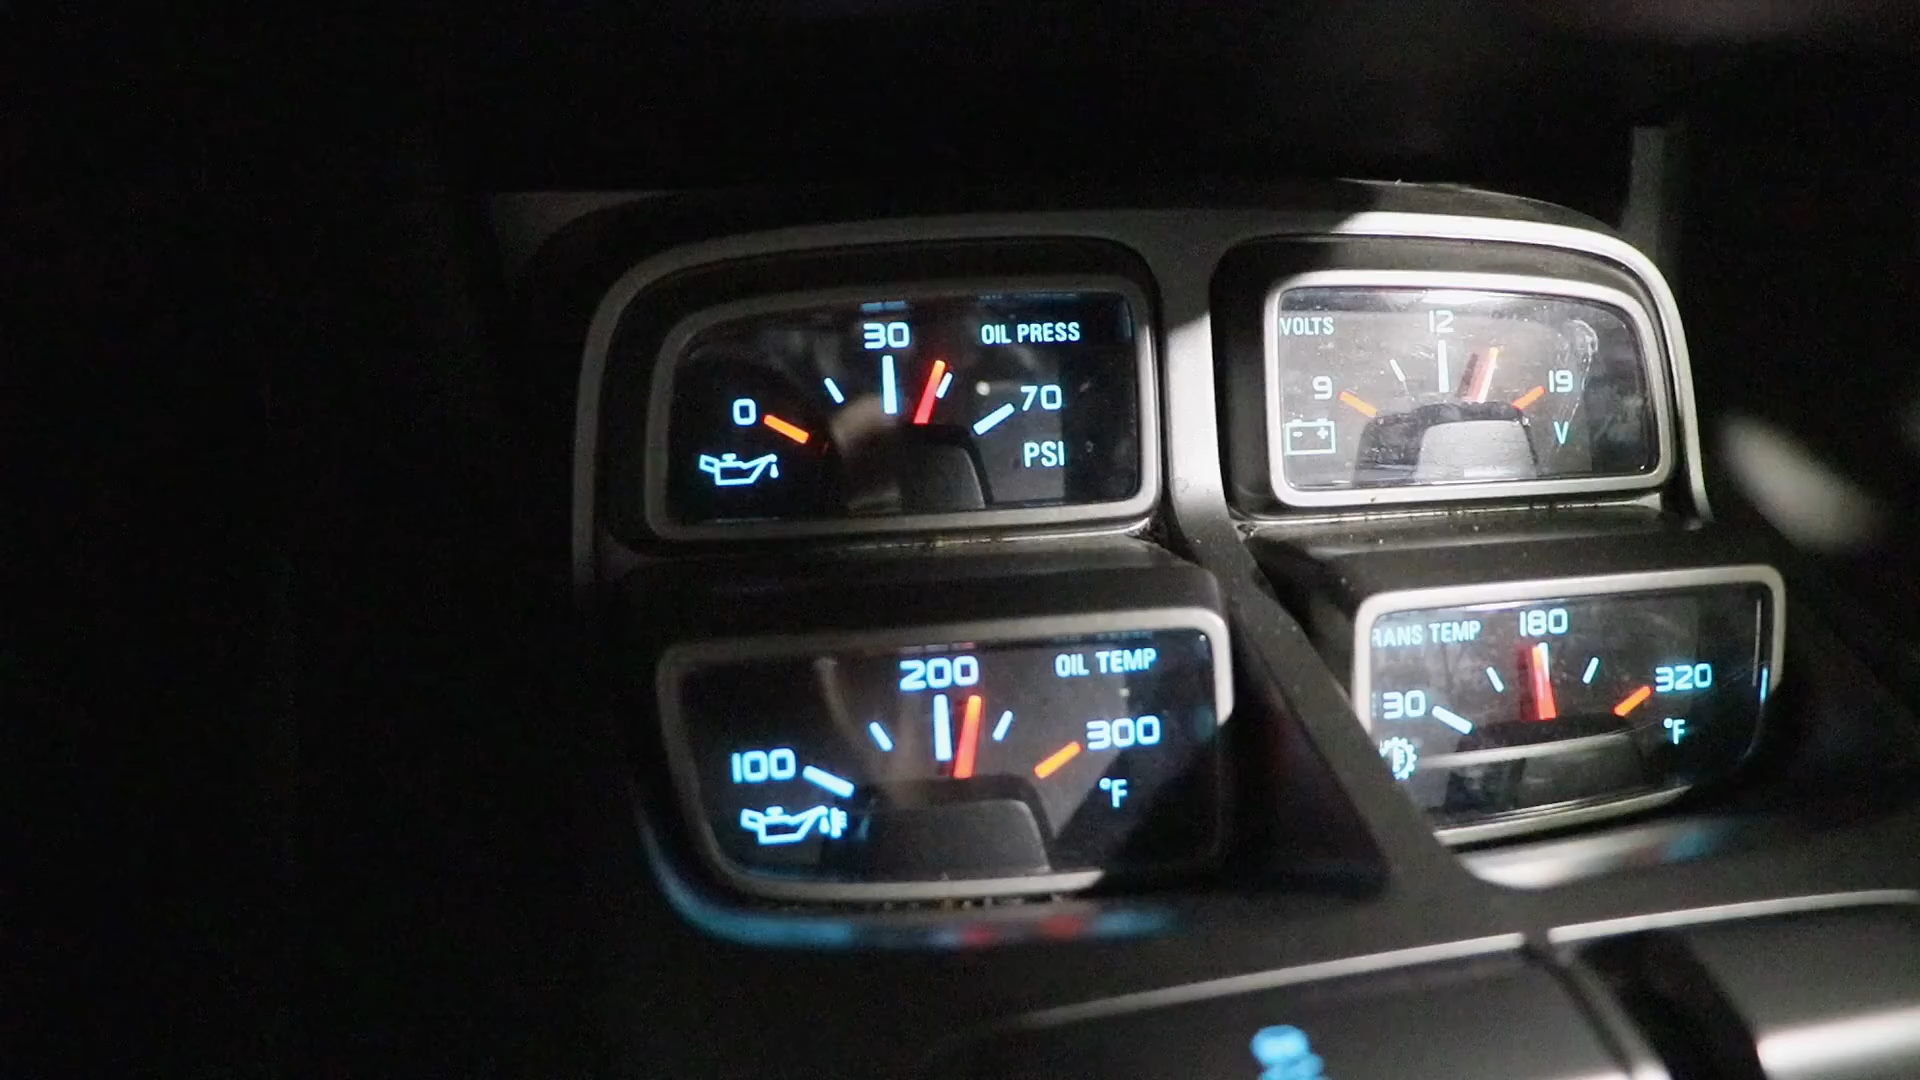 30
OIL PRESS
0
70
PSI
VOLTS
12
9
19
V
200
OIL TEMP
100
300
°F
RANS TEMP
180
30
320
°F